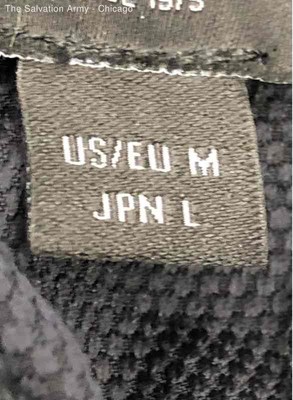 The Salvation Army - Chicago
US/EU M
JPN L